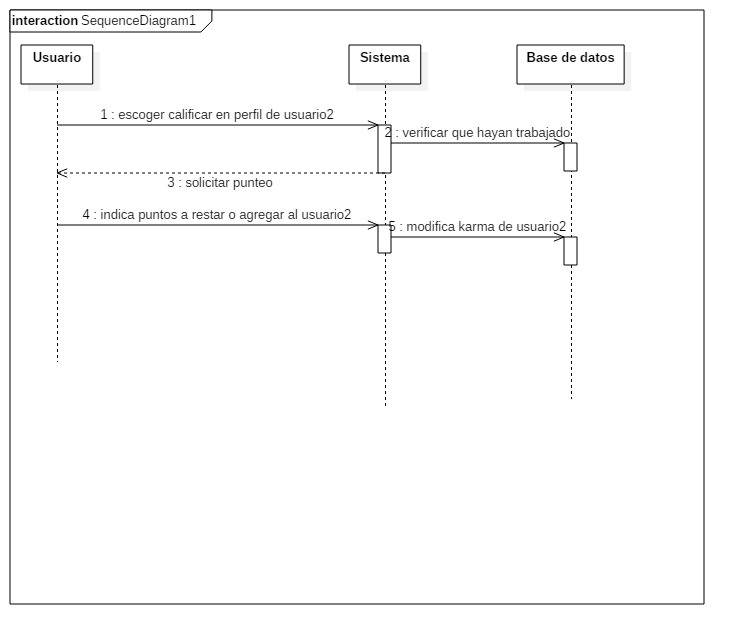 interaction SequenceDiagram1
Usuario
Sistema
Base de datos
1 : escoger calificar en perfil de usuario2
2 : verificar que hayan trabajado
3 : solicitar punteo
4 : indica puntos a restar o agregar al usuario2
5 : modifica karma de usuario2